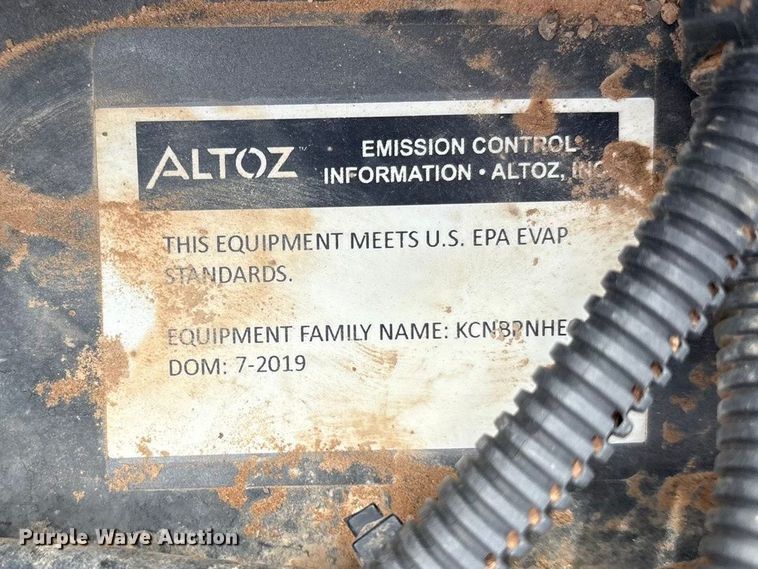 ALTOZ™
EMISSION CONTROL
INFORMATION • ALTOZ, INC
THIS EQUIPMENT MEETS U.S. EPA EVAP
STANDARDS.
EQUIPMENT FAMILY NAME:
DOM: 7-2019
Purple Wave Auction